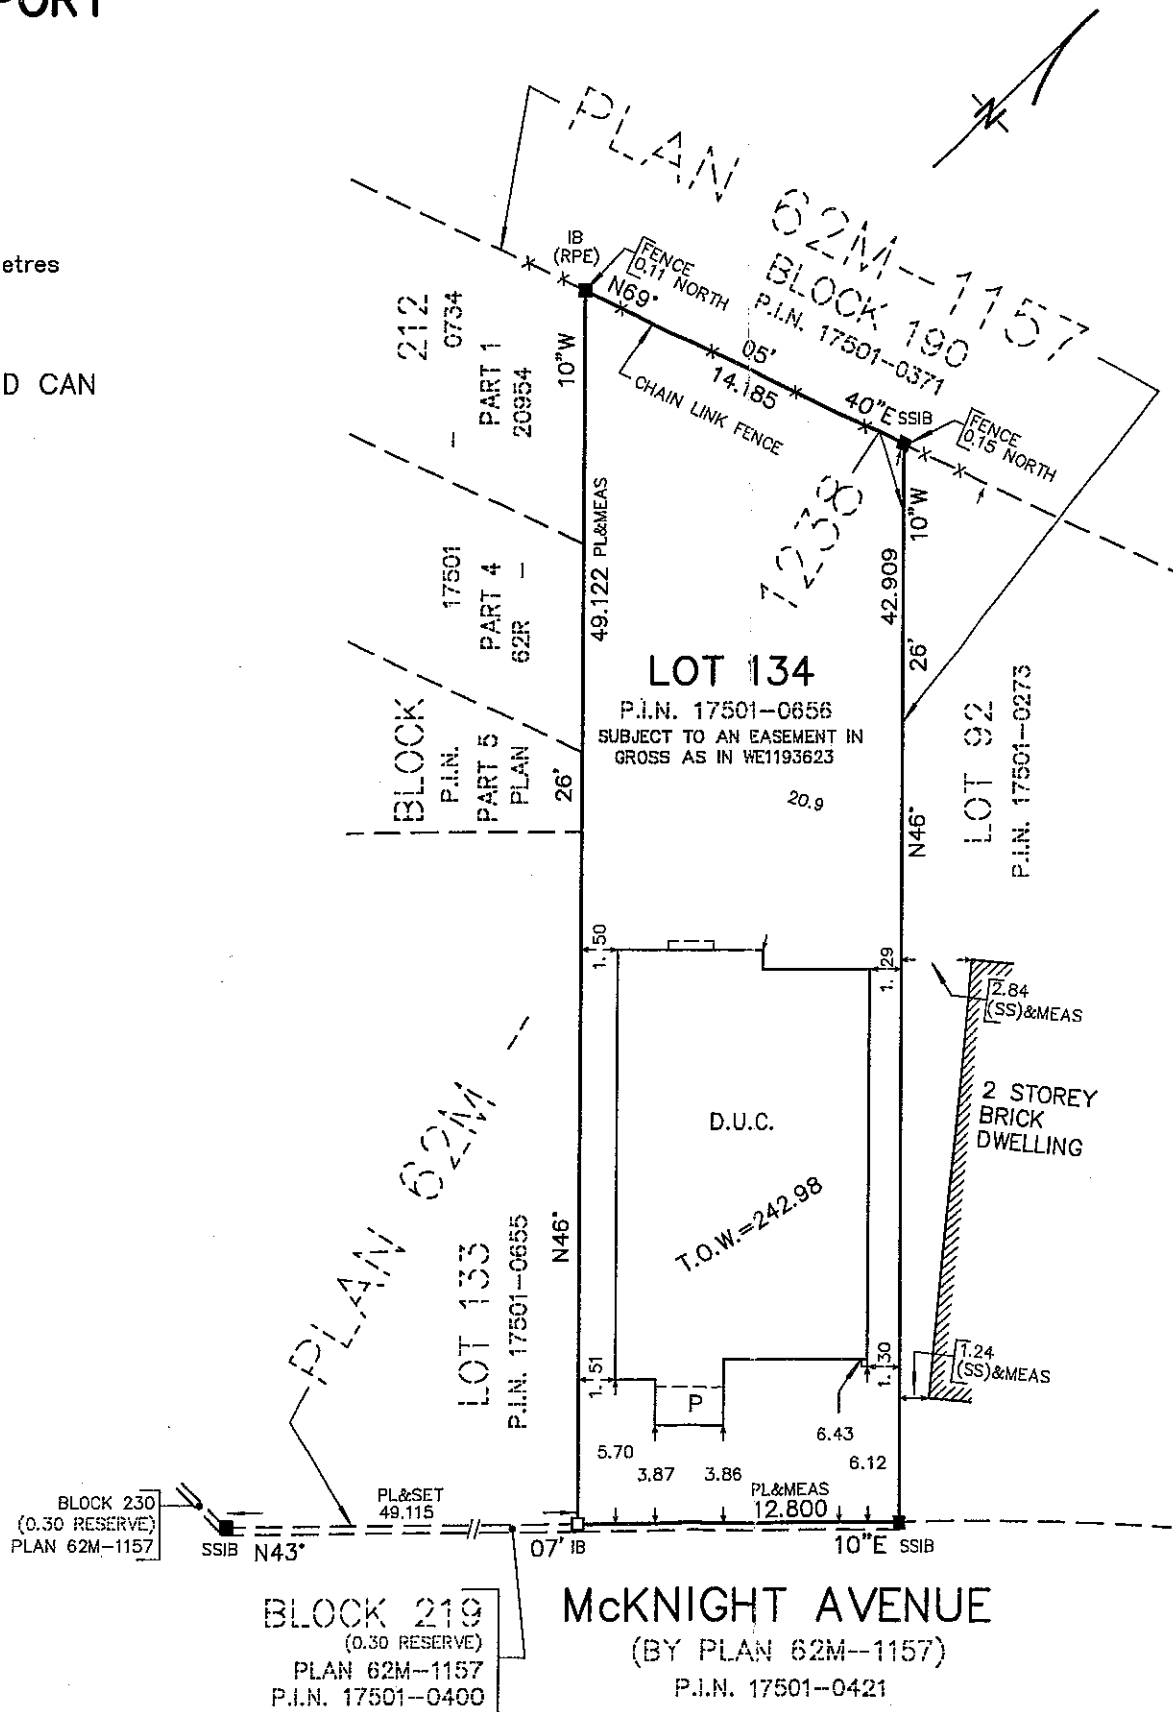 PORT
N
etres
D CAN
PLAN 62M-1157
BLOCK 190
P.I.N. 17501-0371
IB
(RPE)
FENCE
0.11 NORTH
N69° 05' 40"E
14.185
CHAIN LINK FENCE
SSIB
FENCE
0.15 NORTH
BLOCK 212
P.I.N. 17501 - 0734
PART 5 PART 4 PART 1
PLAN 62R - 20954
N46° 26' 10"W
49.122 PL&MEAS
N46° 26' 10"W
42.909
PLAN 62M - 1238
LOT 134
P.I.N. 17501-0656
SUBJECT TO AN EASEMENT IN
GROSS AS IN WE1193623
20.9
LOT 92
P.I.N. 17501-0273
1.50
1.29
2.84
(SS)&MEAS
D.U.C.
T.O.W.=242.98
2 STOREY
BRICK
DWELLING
LOT 133
P.I.N. 17501-0655
1.51
1.30
1.24
(SS)&MEAS
P
5.70
3.87
3.86
6.43
6.12
PL&MEAS
12.800
BLOCK 230
(0.30 RESERVE)
PLAN 62M-1157
PL&SET
49.115
SSIB
N43° 07' 10"E
IB
SSIB
BLOCK 219
(0.30 RESERVE)
PLAN 62M--1157
P.I.N. 17501--0400
McKNIGHT AVENUE
(BY PLAN 62M--1157)
P.I.N. 17501--0421